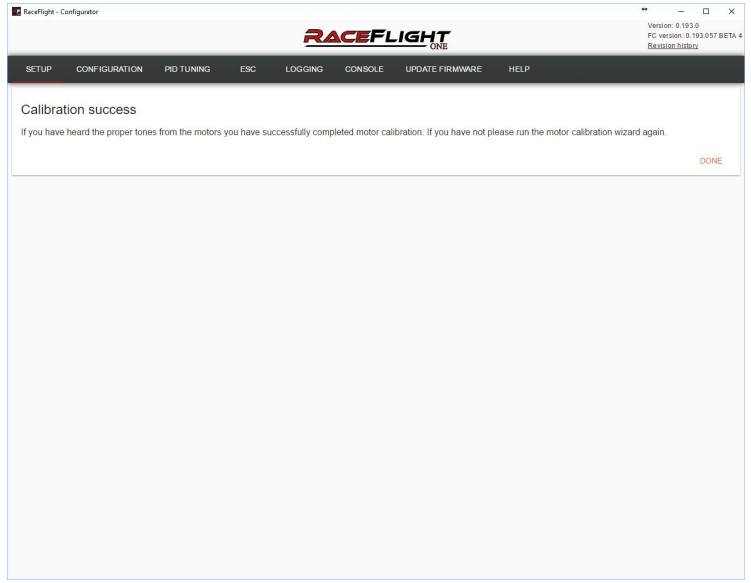 RaceFlight - Configurator
RACEFLIGHT
ONE
Version: 0.193.0
FC version: 0.193.057 BETA 4
Revision history
SETUP CONFIGURATION PID TUNING ESC LOGGING CONSOLE UPDATE FIRMWARE HELP
Calibration success
If you have heard the proper tones from the motors you have successfully completed motor calibration. If you have not please run the motor calibration wizard again.
DONE